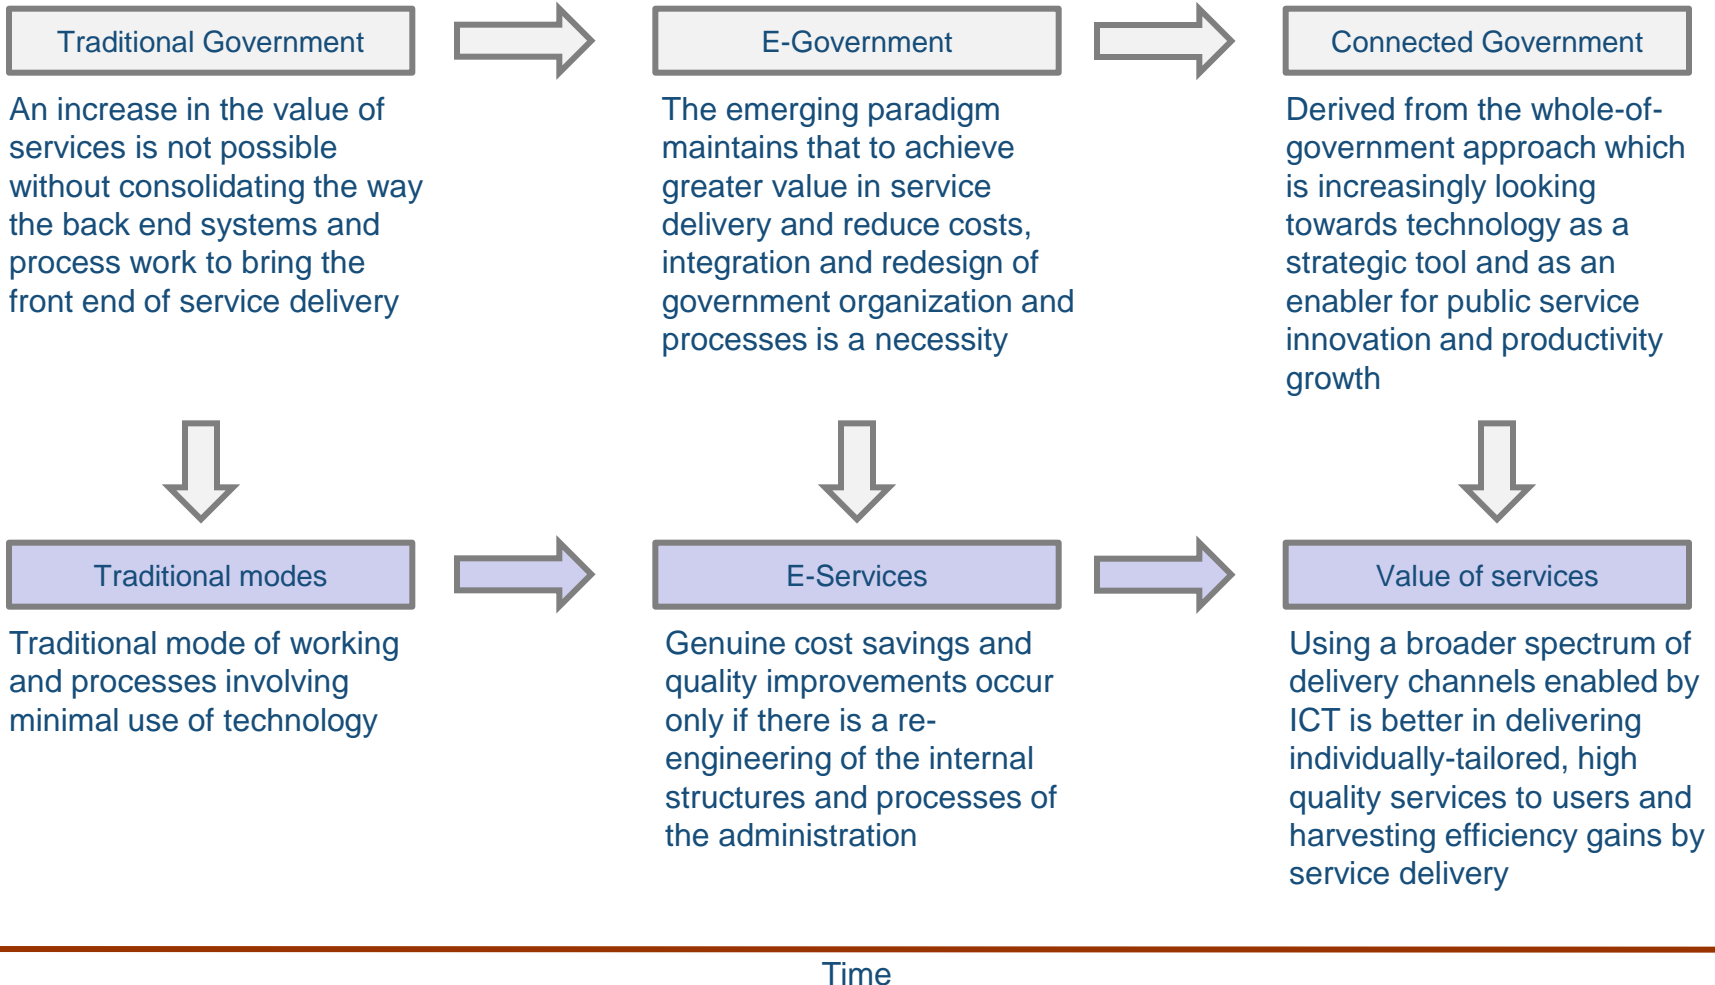 Traditional Government
E-Government
Connected Government
An increase in the value of
services is not possible
without consolidating the way
the back end systems and
process work to bring the
front end of service delivery
The emerging paradigm
maintains that to achieve
greater value in service
delivery and reduce costs,
integration and redesign of
government organization and
processes is a necessity
Derived from the whole-of-
government approach which
is increasingly looking
towards technology as a
strategic tool and as an
enabler for public service
innovation and productivity
growth
Traditional modes
E-Services
Value of services
Traditional mode of working
and processes involving
minimal use of technology
Genuine cost savings and
quality improvements occur
only if there is a re-
engineering of the internal
structures and processes of
the administration
Using a broader spectrum of
delivery channels enabled by
ICT is better in delivering
individually-tailored, high
quality services to users and
harvesting efficiency gains by
service delivery
Time